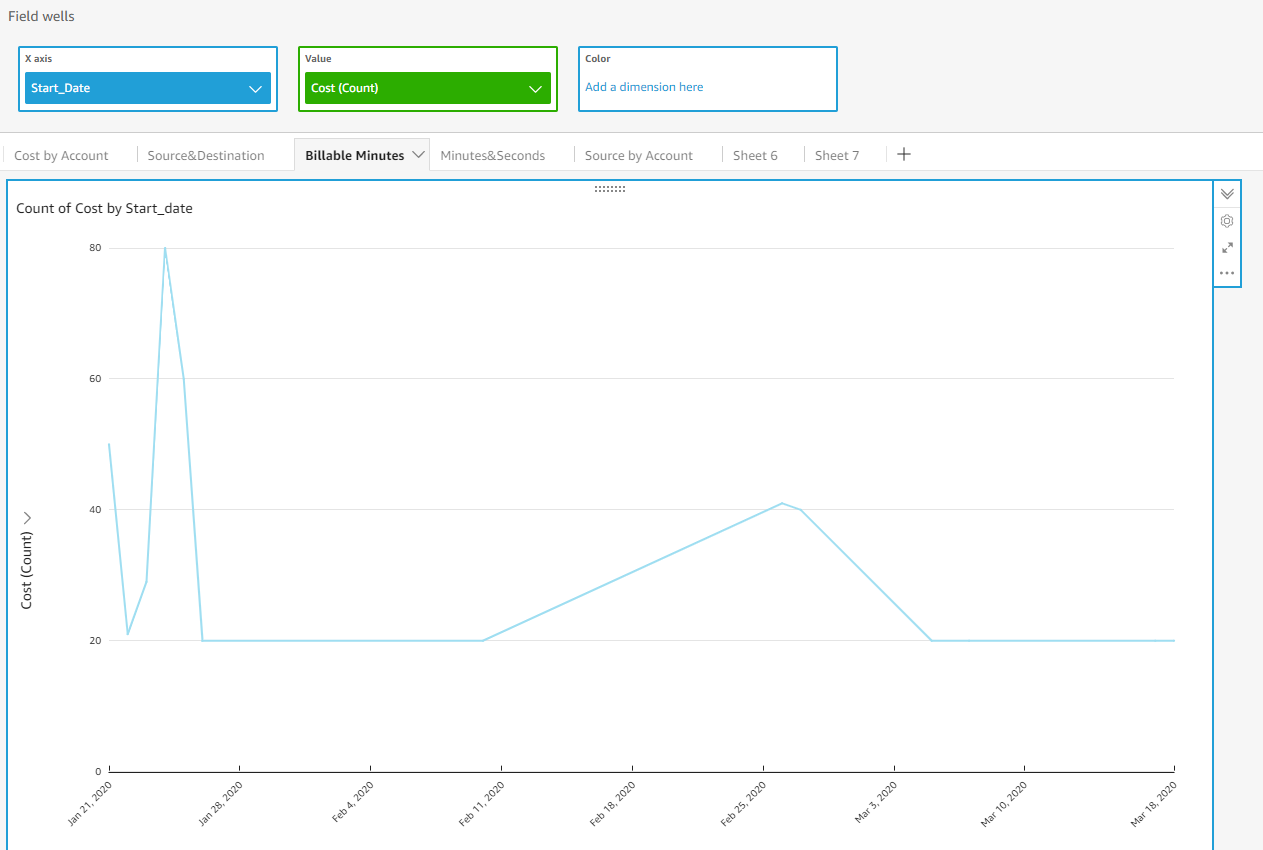 Field wells
X axis
Value
Color
Start_Date
Cost (Count)
Add a dimension here
Cost by Account
Source&Destination
Billable Minutes
Minutes&Seconds
Source by Account
Sheet 6
Sheet 7
Count of Cost by Start_date
80
60
40
20
0
Cost (Count)
Jan 21, 2020
Jan 28, 2020
Feb 4, 2020
Feb 11, 2020
Feb 18, 2020
Feb 25, 2020
Mar 3, 2020
Mar 10, 2020
Mar 18, 2020